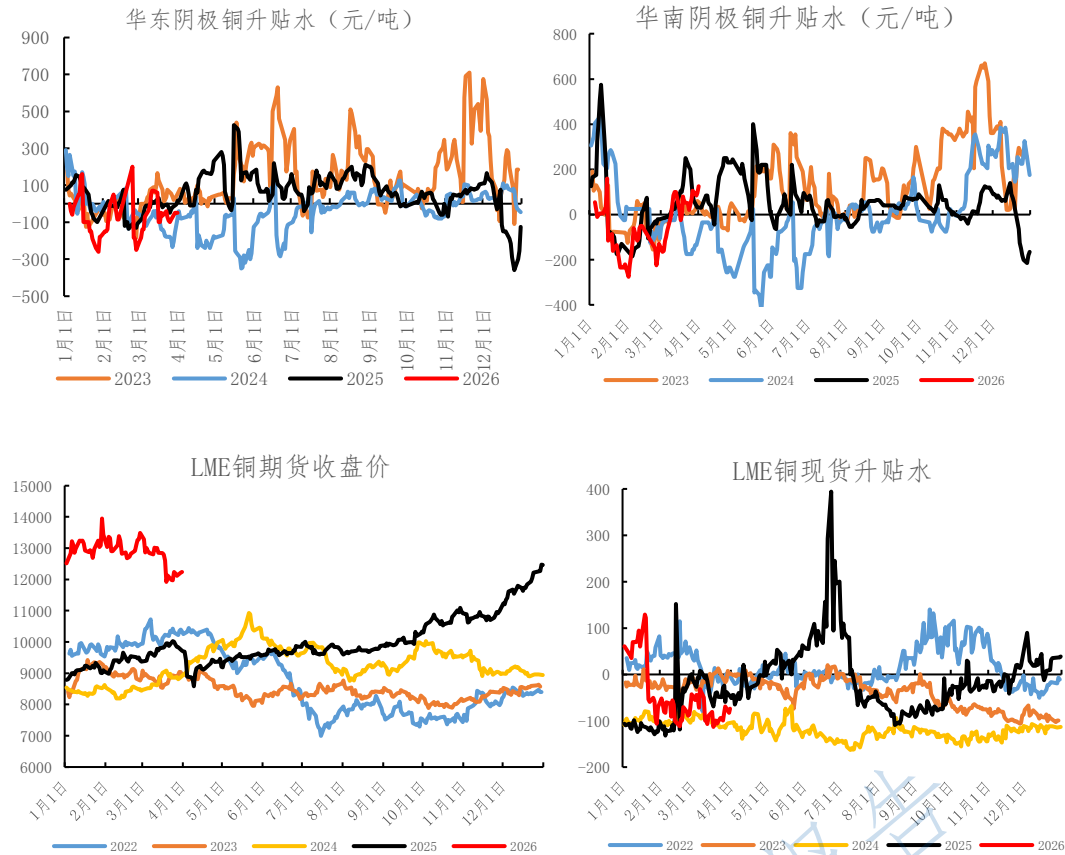 华东阴极铜升贴水（元/吨）
900
700
500
300
100
-100
-300
-500
1月1日
2月1日
3月1日
4月1日
5月1日
6月1日
7月1日
8月1日
9月1日
10月1日
11月1日
12月1日
2023 2024 2025 2026
华南阴极铜升贴水（元/吨）
800
600
400
200
0
-200
-400
1月1日
2月1日
3月1日
4月1日
5月1日
6月1日
7月1日
8月1日
9月1日
10月1日
11月1日
12月1日
2023 2024 2025 2026
LME铜期货收盘价
15000
14000
13000
12000
11000
10000
9000
8000
7000
6000
1月1日
2月1日
3月1日
4月1日
5月1日
6月1日
7月1日
8月1日
9月1日
10月1日
11月1日
12月1日
2022 2023 2024 2025 2026
LME铜现货升贴水
400
300
200
100
0
-100
-200
1月1日
2月1日
3月1日
4月1日
5月1日
6月1日
7月1日
8月1日
9月1日
10月1日
11月1日
12月1日
2022 2023 2024 2025 2026
告